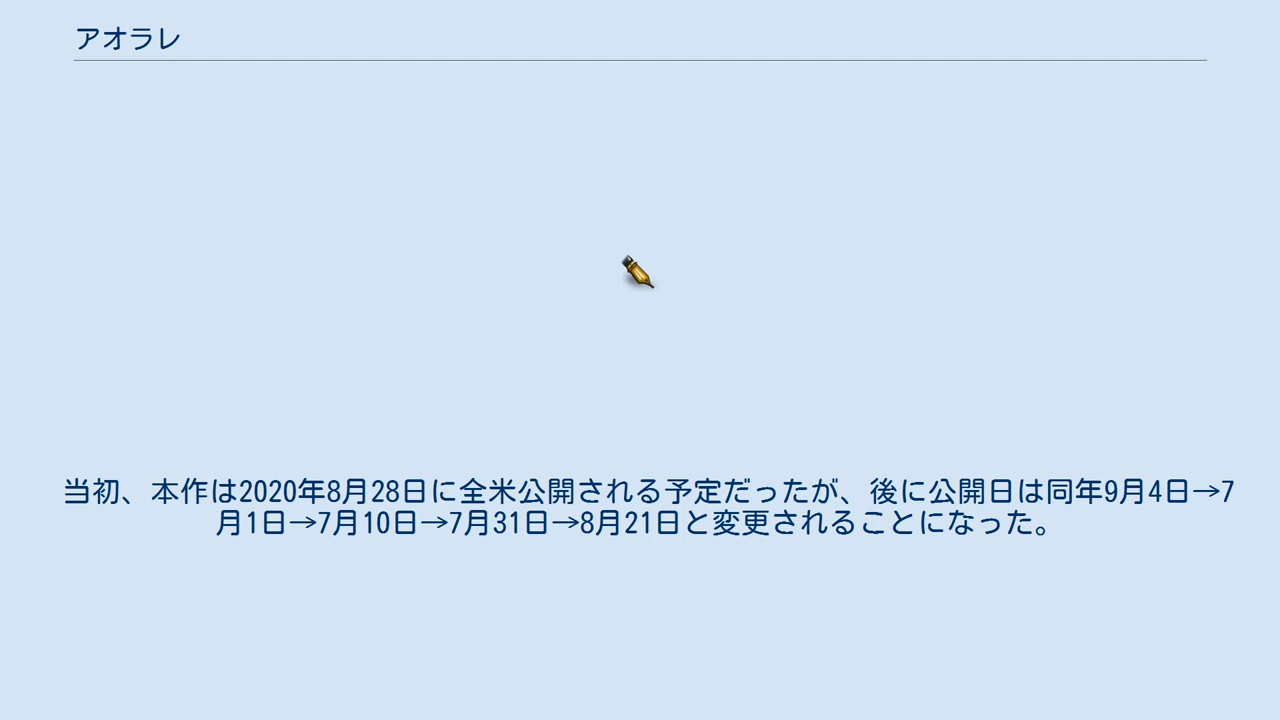 アオラレ
当初、本作は2020年8月28日に全米公開される予定だったが、後に公開日は同年9月4日→7
月1日→7月10日→7月31日→8月21日と変更されることになった。